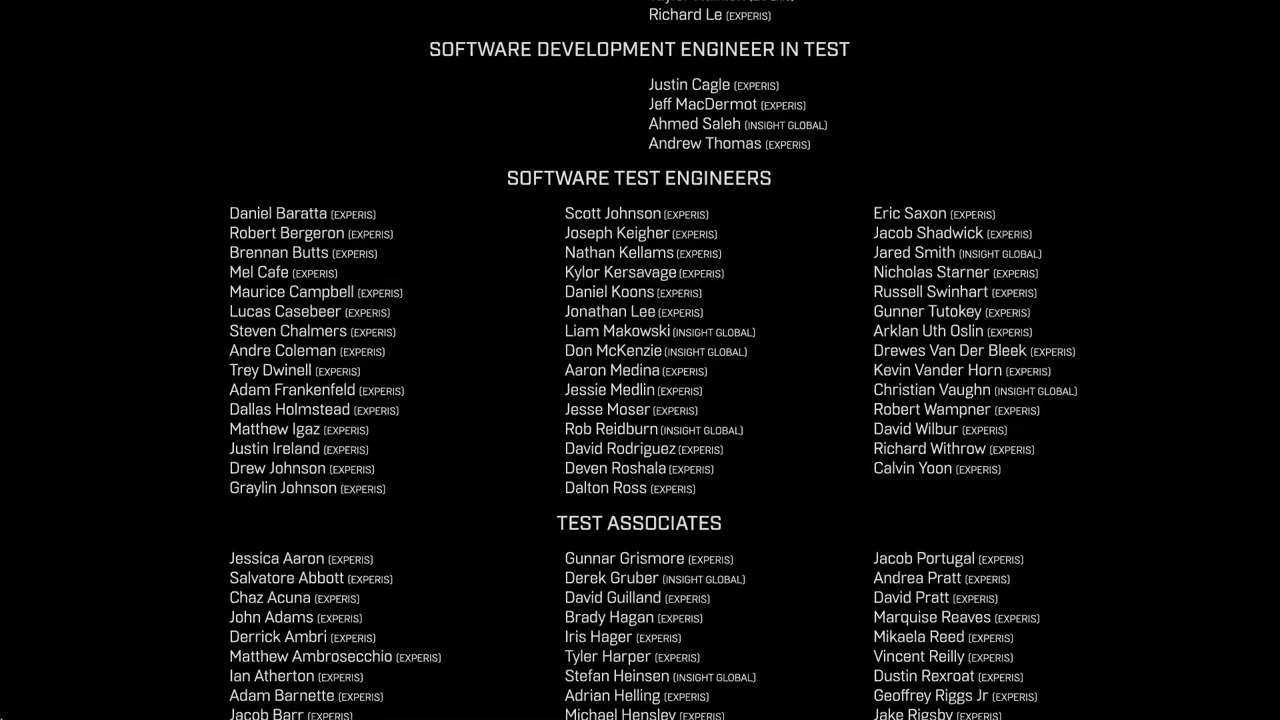 Richard Le (EXPERIS)
SOFTWARE DEVELOPMENT ENGINEER IN TEST
Justin Cagle (EXPERIS)
Jeff MacDermot (EXPERIS)
Ahmed Saleh (INSIGHT GLOBAL)
Andrew Thomas (EXPERIS)
SOFTWARE TEST ENGINEERS
Daniel Baratta (EXPERIS)
Robert Bergeron (EXPERIS)
Brennan Butts (EXPERIS)
Mel Cafe (EXPERIS)
Maurice Campbell (EXPERIS)
Lucas Casebeer (EXPERIS)
Steven Chalmers (EXPERIS)
Andre Coleman (EXPERIS)
Trey Dwinell (EXPERIS)
Adam Frankenfeld (EXPERIS)
Dallas Holmstead (EXPERIS)
Matthew Igaz (EXPERIS)
Justin Ireland (EXPERIS)
Drew Johnson (EXPERIS)
Graylin Johnson (EXPERIS)
Scott Johnson (EXPERIS)
Joseph Keigher (EXPERIS)
Nathan Kellams (EXPERIS)
Kylor Kersavage (EXPERIS)
Daniel Koons (EXPERIS)
Jonathan Lee (EXPERIS)
Liam Makowski (INSIGHT GLOBAL)
Don McKenzie (INSIGHT GLOBAL)
Aaron Medina (EXPERIS)
Jessie Medlin (EXPERIS)
Jesse Moser (EXPERIS)
Rob Reidburn (INSIGHT GLOBAL)
David Rodriguez (EXPERIS)
Deven Roshala (EXPERIS)
Dalton Ross (EXPERIS)
Eric Saxon (EXPERIS)
Jacob Shadwick (EXPERIS)
Jared Smith (INSIGHT GLOBAL)
Nicholas Starner (EXPERIS)
Russell Swinhart (EXPERIS)
Gunner Tutokey (EXPERIS)
Arklan Uth Oslin (EXPERIS)
Drewes Van Der Bleek (EXPERIS)
Kevin Vander Horn (EXPERIS)
Christian Vaughn (INSIGHT GLOBAL)
Robert Wampner (EXPERIS)
David Wilbur (EXPERIS)
Richard Withrow (EXPERIS)
Calvin Yoon (EXPERIS)
TEST ASSOCIATES
Jessica Aaron (EXPERIS)
Salvatore Abbott (EXPERIS)
Chaz Acuna (EXPERIS)
John Adams (EXPERIS)
Derrick Ambri (EXPERIS)
Matthew Ambrosecchio (EXPERIS)
Ian Atherton (EXPERIS)
Adam Barnette (EXPERIS)
Jacob Barr (EXPERIS)
Gunnar Grismore (EXPERIS)
Derek Gruber (INSIGHT GLOBAL)
David Guilland (EXPERIS)
Brady Hagan (EXPERIS)
Iris Hager (EXPERIS)
Tyler Harper (EXPERIS)
Stefan Heinsen (INSIGHT GLOBAL)
Adrian Helling (EXPERIS)
Michael Hensley (EXPERIS)
Jacob Portugal (EXPERIS)
Andrea Pratt (EXPERIS)
David Pratt (EXPERIS)
Marquise Reaves (EXPERIS)
Mikaela Reed (EXPERIS)
Vincent Reilly (EXPERIS)
Dustin Rexroat (EXPERIS)
Geoffrey Riggs Jr (EXPERIS)
Jake Rigsby (EXPERIS)